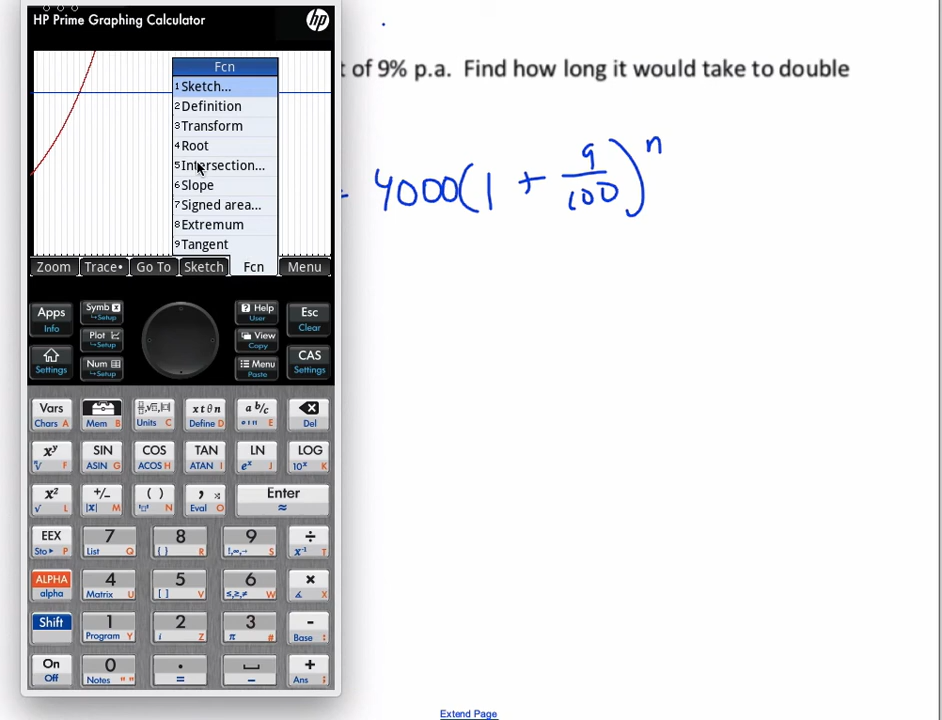 HP Prime Graphing Calculator
hp
t of 9% p.a. Find how long it would take to double
Fcn
1 Sketch...
2 Definition
3 Transform
4 Root
5 Intersection...
6 Slope
7 Signed area...
8 Extremum
9 Tangent
= 4000(1 + 9/100)^n
Zoom Trace• Go To Sketch Fcn Menu
Apps Info
Symb Setup
Help User
Esc Clear
Plot Setup
View Copy
Settings
Num Setup
Menu Paste
CAS Settings
Vars Chars A
Mem B
Units C
x t θ n Define D
a b/c E
Del
x^y F
SIN ASIN G
COS ACOS H
TAN ATAN I
LN e^x J
LOG 10^x K
x² √ L
+/- |x| M
( ) N
, Eval O
Enter ≈
EEX Sto ▸ P
7 List Q
8 { } R
9 !,∞,→ S
÷ x^-1 T
ALPHA alpha
4 Matrix U
5 [ ] V
6 ≤,≥,≠ W
× ∡ X
Shift
1 Program Y
2 i Z
3 π #
- Base :
On Off
0 Notes " "
. =
_
+ Ans ;
Extend Page